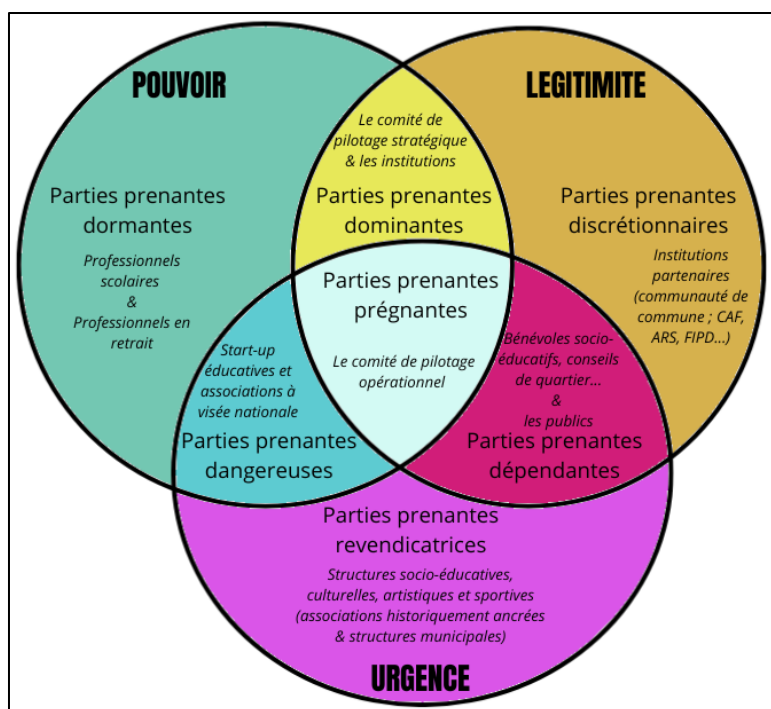 POUVOIR
LEGITIMITE
Le comité de
pilotage stratégique
& les institutions
Parties prenantes
dormantes
Parties prenantes
dominantes
Parties prenantes
discrétionnaires
Professionnels
scolaires
&
Professionnels en
retrait
Institutions
partenaires
(communauté de
commune ; CAF,
ARS, FIPD...)
Parties prenantes
prégnantes
Le comité de pilotage
opérationnel
Start-up
éducatives et
associations à
visée nationale
Parties prenantes
dangereuses
Bénévoles socio-
éducatifs, conseils
de quartier...
&
les publics
Parties prenantes
dépendantes
Parties prenantes
revendicatrices
Structures socio-éducatives,
culturelles, artistiques et sportives
(associations historiquement ancrées
& structures municipales)
URGENCE